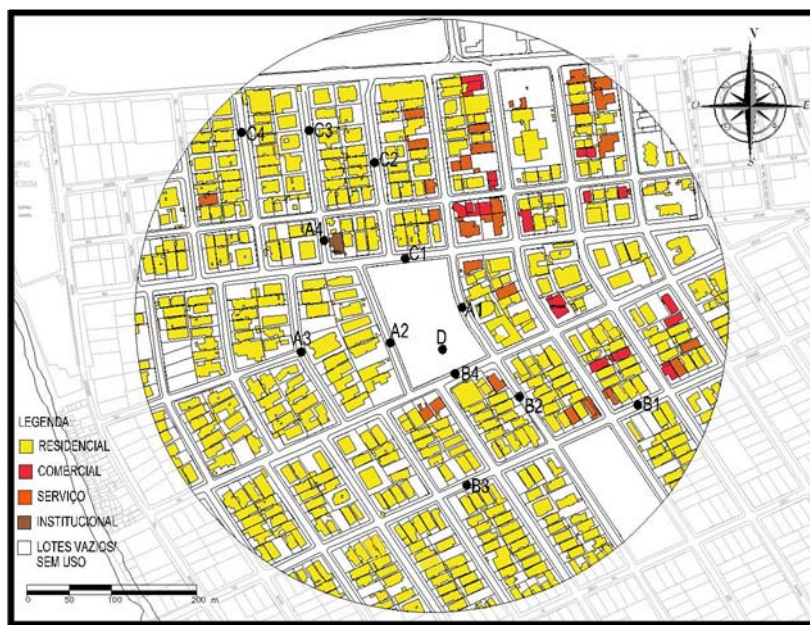 N
O
E
S
C4
C3
C2
A4
C1
A1
A2
A3
D
B4
B2
B1
B3
LEGENDA:
RESIDENCIAL
COMERCIAL
SERVIÇO
INSTITUCIONAL
LOTES VAZIOS/
SEM USO
0 50 100 200 m